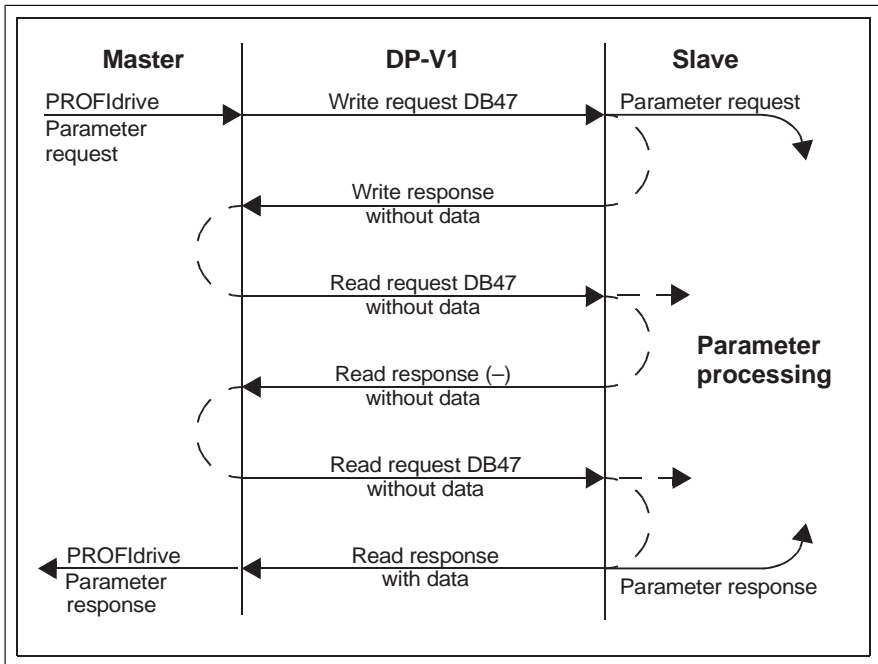 Master
DP-V1
Slave
PROFIdrive
Parameter
request
Write request DB47
Parameter request
Write response
without data
Read request DB47
without data
Parameter
processing
Read response (–)
without data
Read request DB47
without data
PROFIdrive
Parameter
response
Read response
with data
Parameter response